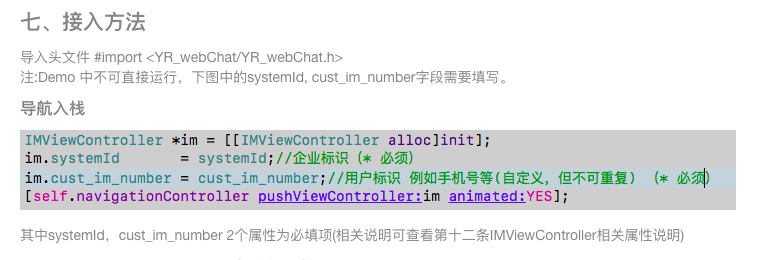 七、接入方法
导入头文件 #import <YR_webChat/YR_webChat.h>
注:Demo 中不可直接运行，下图中的systemId, cust_im_number字段需要填写。
导航入栈
IMViewController *im = [[IMViewController alloc]init];
im.systemId       = systemId;//企业标识（* 必须）
im.cust_im_number = cust_im_number;//用户标识 例如手机号等(自定义，但不可重复) （* 必须）
[self.navigationController pushViewController:im animated:YES];
其中systemId，cust_im_number 2个属性为必填项(相关说明可查看第十二条IMViewController相关属性说明)